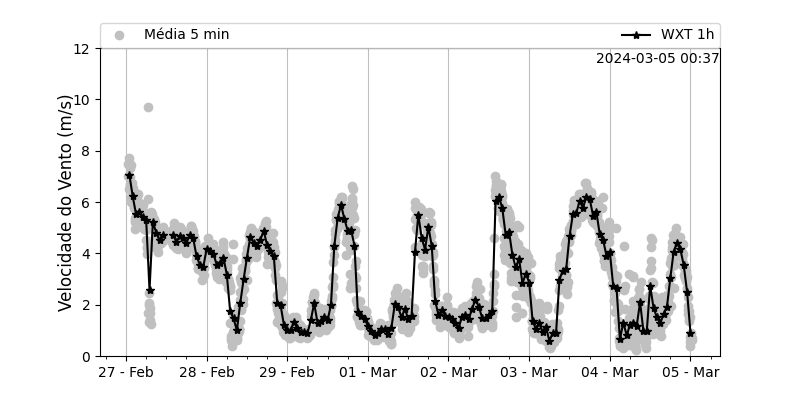 Média 5 min
WXT 1h
2024-03-05 00:37
Velocidade do Vento (m/s)
12
10
8
6
4
2
0
27 - Feb
28 - Feb
29 - Feb
01 - Mar
02 - Mar
03 - Mar
04 - Mar
05 - Mar